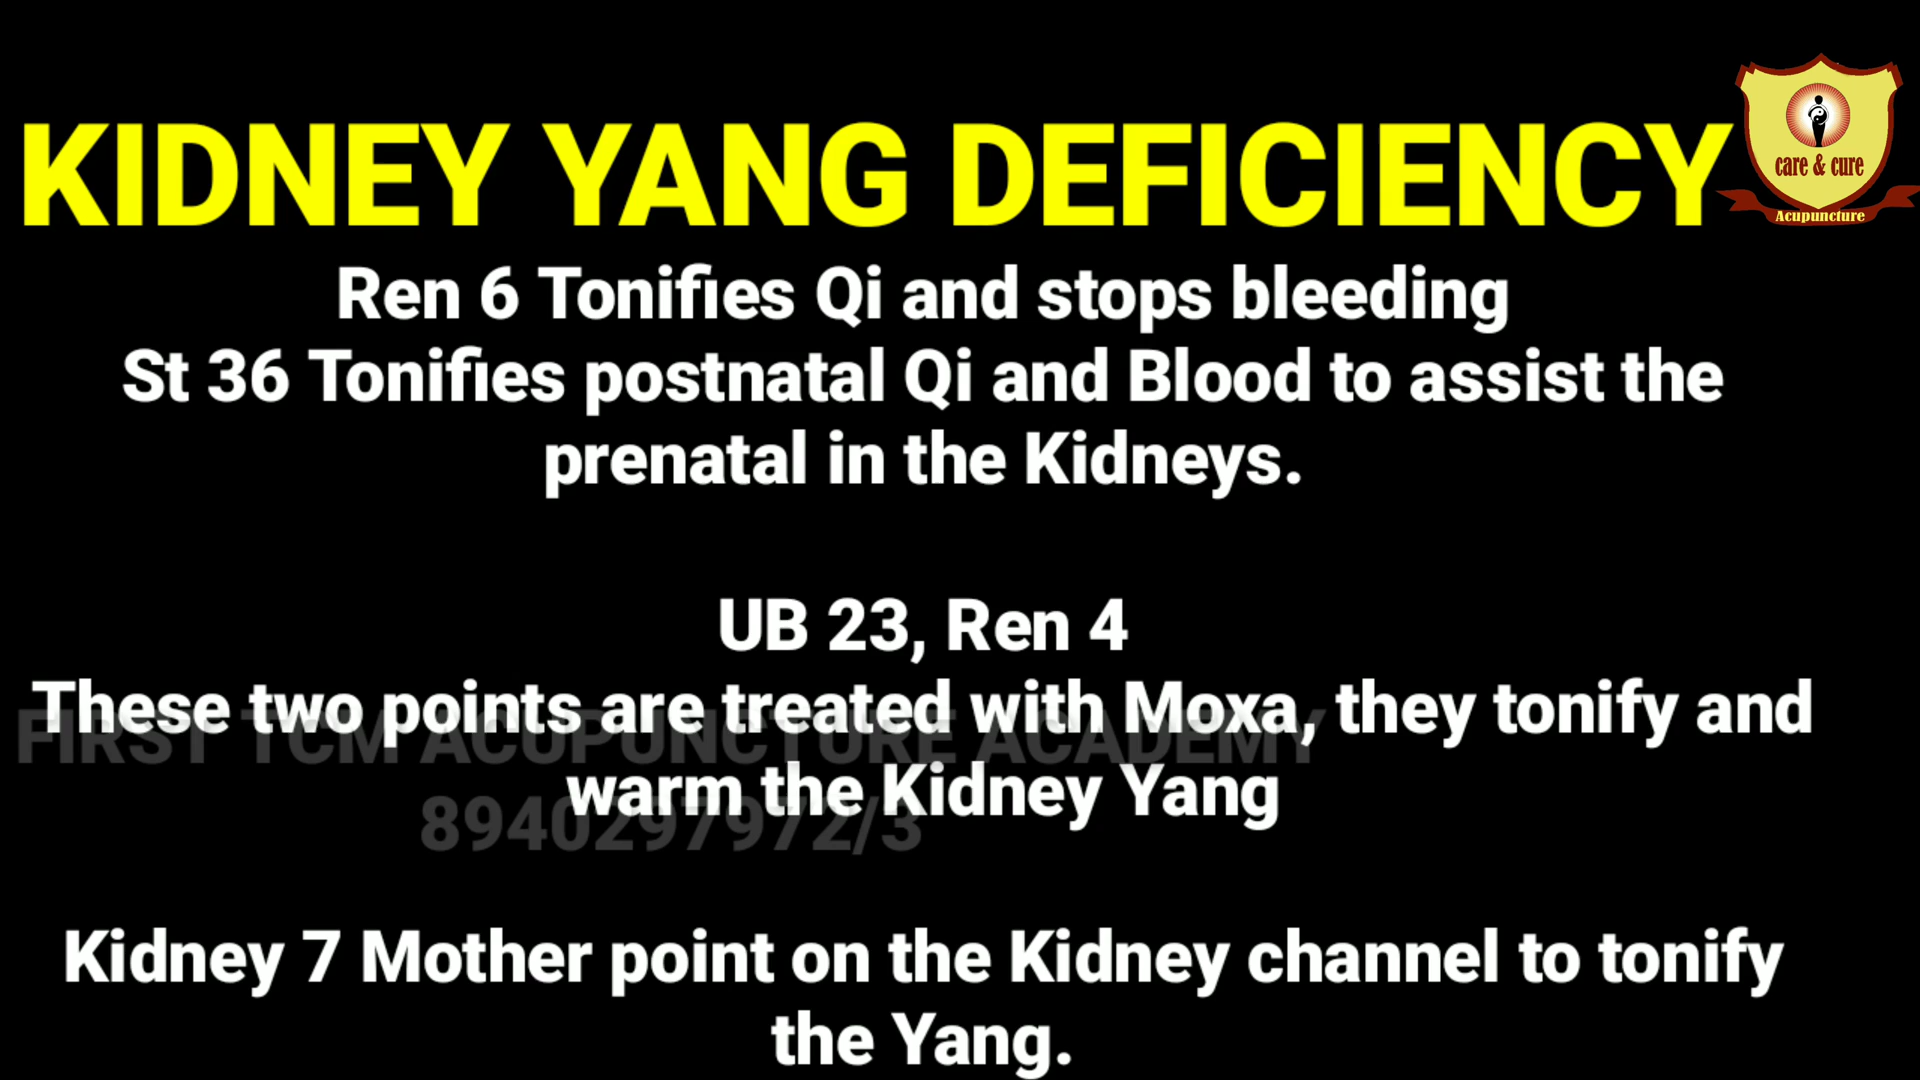 KIDNEY YANG DEFICIENCY
care & cure
Acupuncture
Ren 6 Tonifies Qi and stops bleeding
St 36 Tonifies postnatal Qi and Blood to assist the
prenatal in the Kidneys.
UB 23, Ren 4
These two points are treated with Moxa, they tonify and
FIRST TCM ACUPUNCTURE ACADEMY
warm the Kidney Yang
8940297972/3
Kidney 7 Mother point on the Kidney channel to tonify
the Yang.